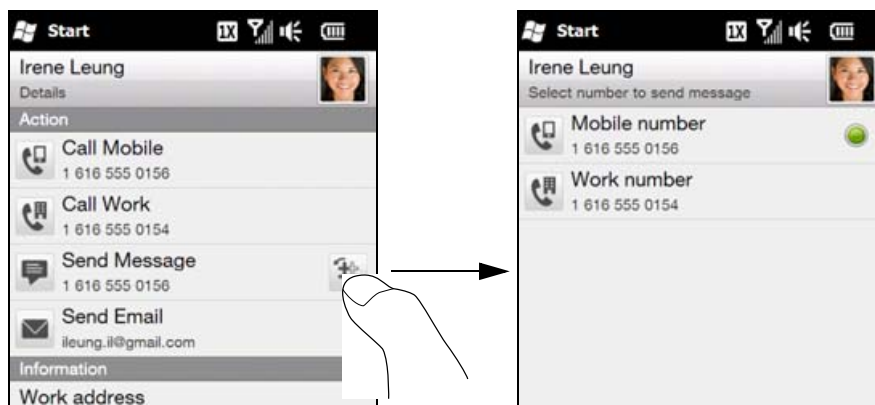 Start
1X
Irene Leung
Details
Action
Call Mobile
1 616 555 0156
Call Work
1 616 555 0154
Send Message
1 616 555 0156
Send Email
ileung.il@gmail.com
Information
Work address
Start
1X
Irene Leung
Select number to send message
Mobile number
1 616 555 0156
Work number
1 616 555 0154